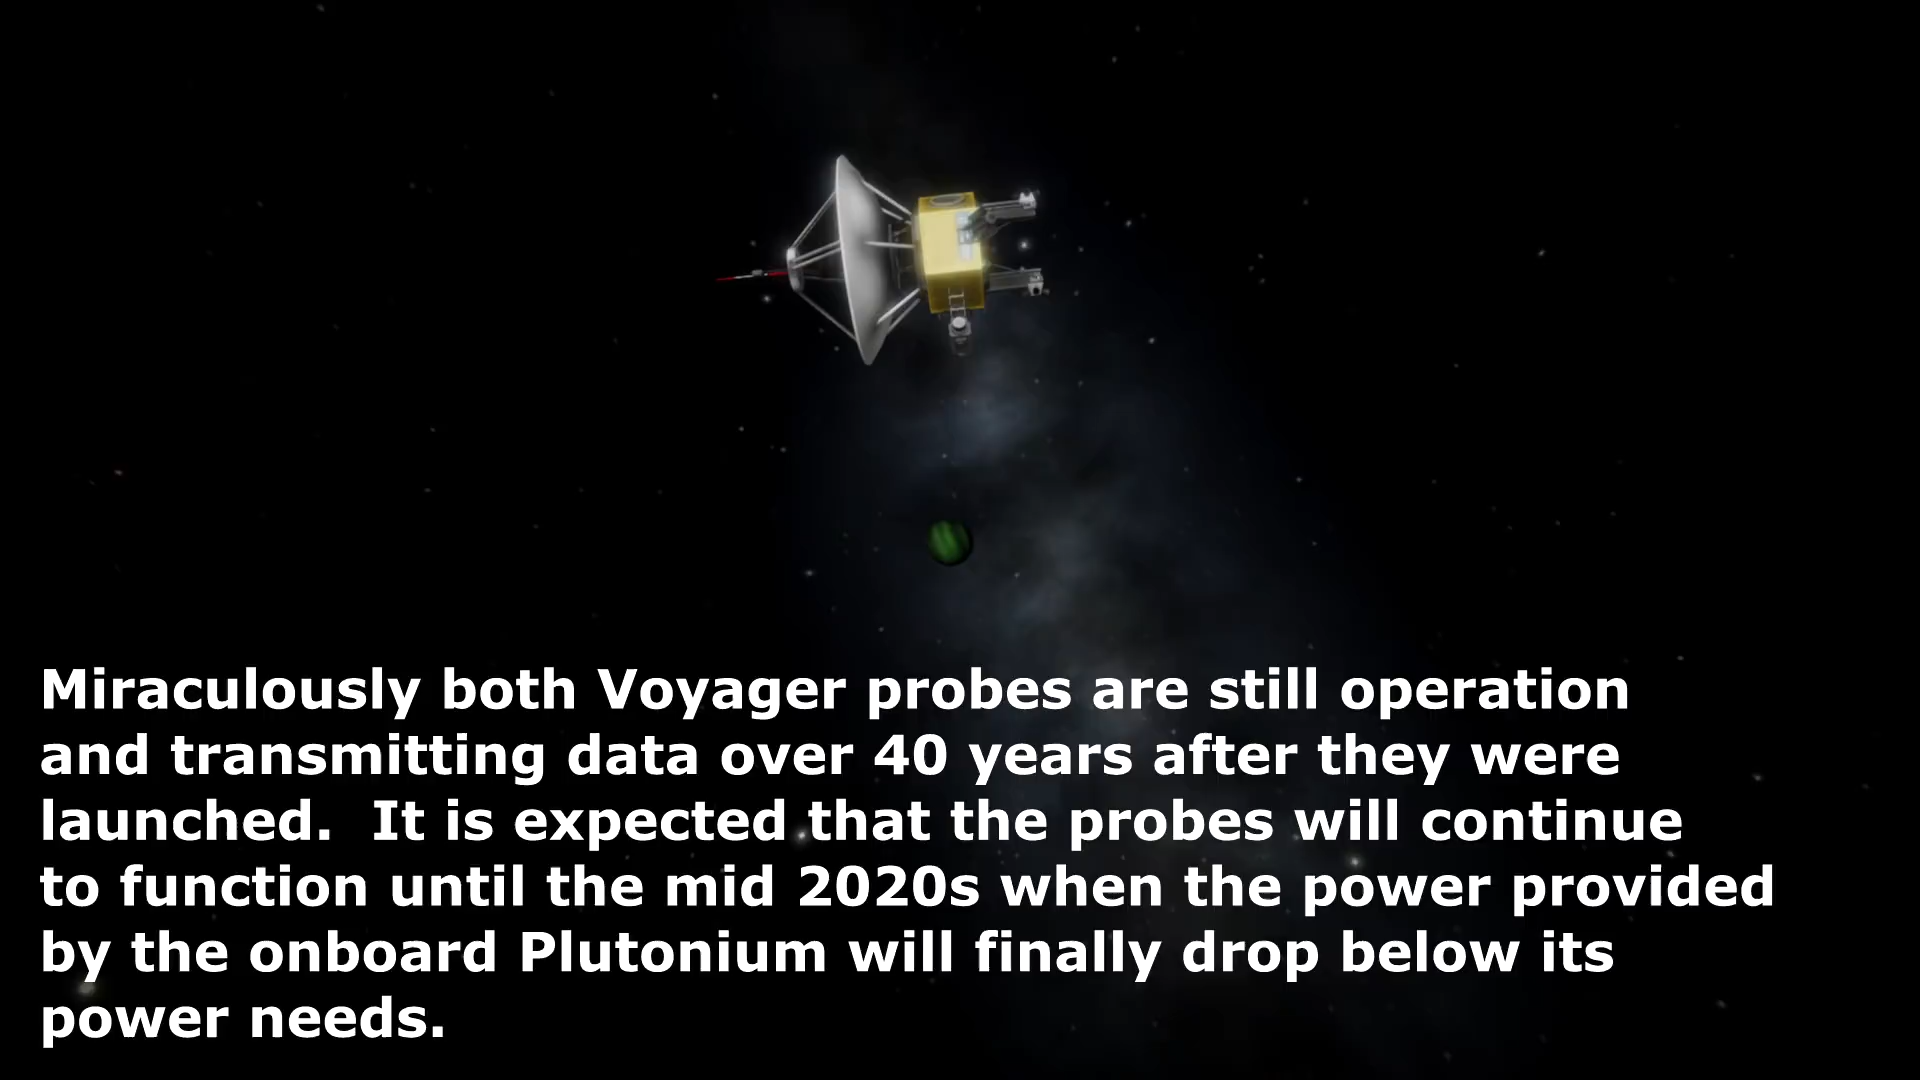 Miraculously both Voyager probes are still operation
and transmitting data over 40 years after they were
launched.  It is expected that the probes will continue
to function until the mid 2020s when the power provided
by the onboard Plutonium will finally drop below its
power needs.